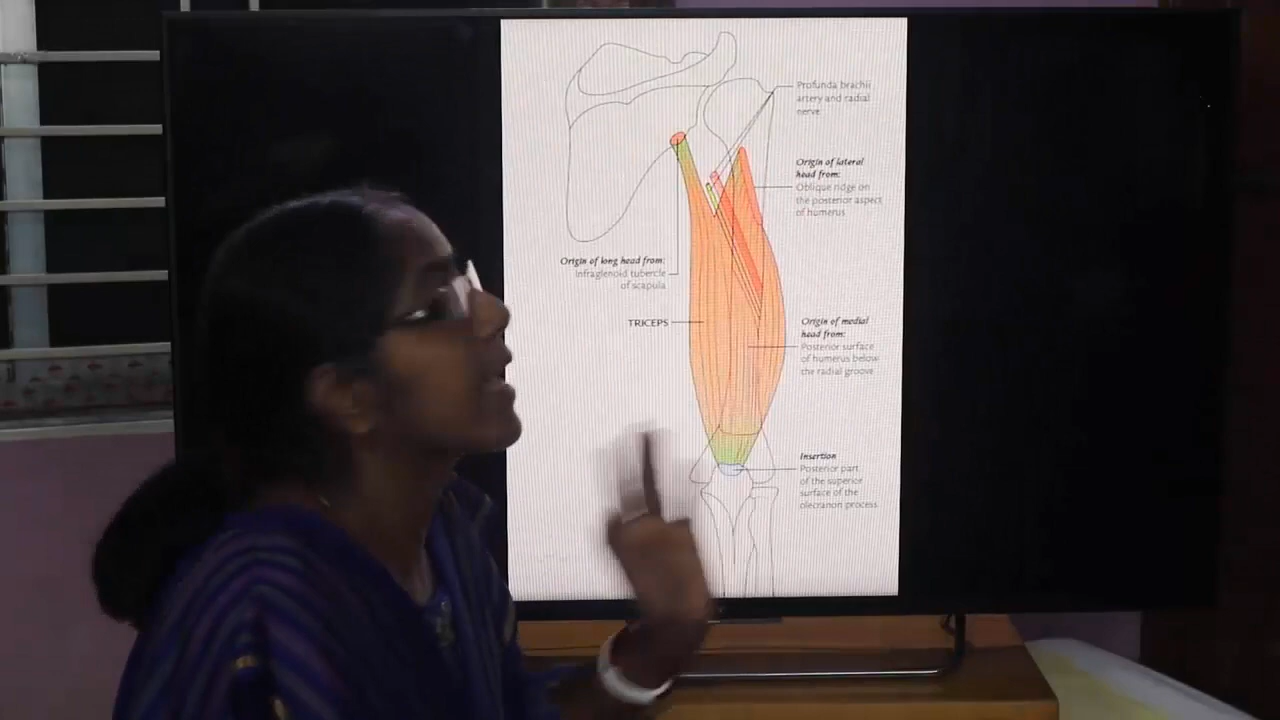 Profunda brachii
artery and radial
nerve
Origin of lateral
head from:
Oblique ridge on
the posterior aspect
of humerus
Origin of long head from:
Infraglenoid tubercle
of scapula
TRICEPS
Origin of medial
head from:
Posterior surface
of humerus below
the radial groove
Insertion
Posterior part
of the superior
surface of the
olecranon process